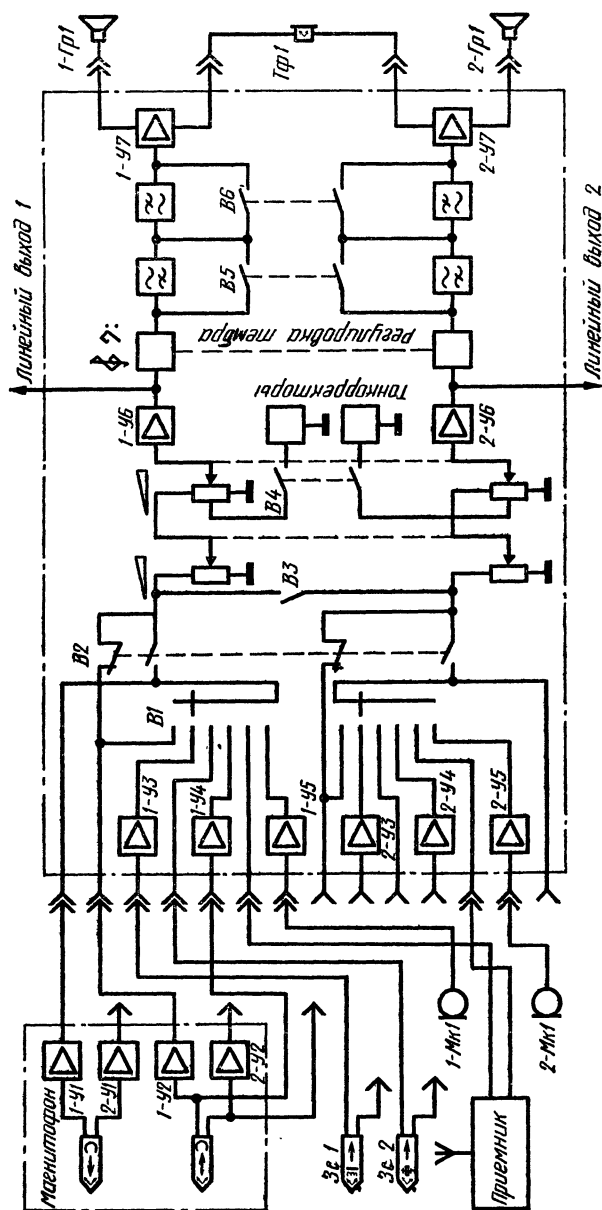 Магнитофон
1-У1
2-У1
1-У2
2-У2
Зс 1
Зс 2
Приемник
1-Мк1
2-Мк1
1-У3
1-У4
1-У5
2-У3
2-У4
2-У5
В1
В2
В3
В4
1-У6
2-У6
Тонкорректоры
Регулировка тембра
Линейный выход 1
Линейный выход 2
В5
В6
1-У7
2-У7
1-Гр1
Тф1
2-Гр1